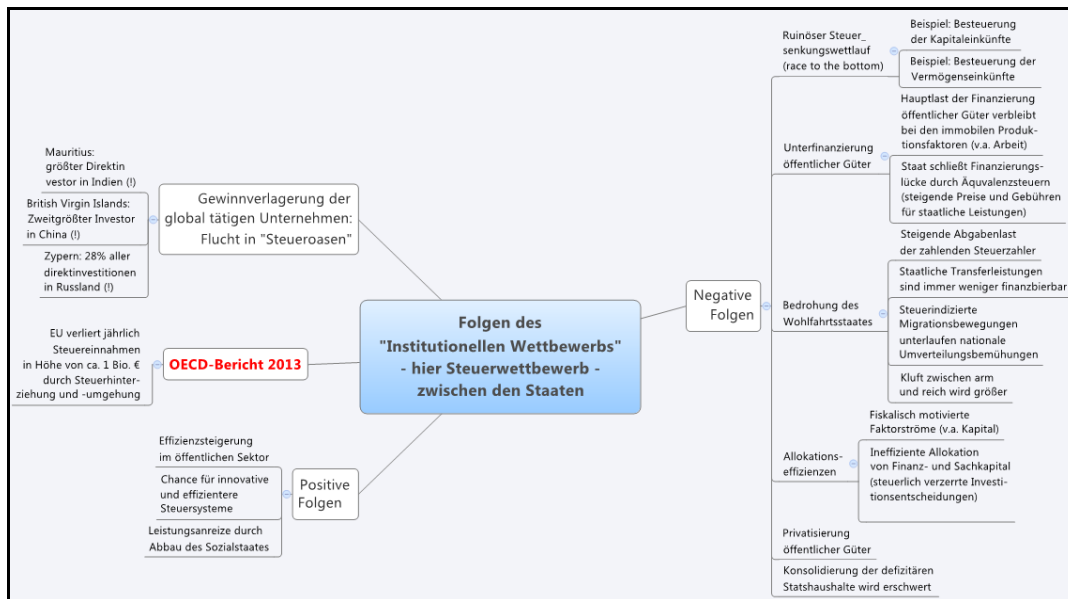 Folgen des
"Institutionellen Wettbewerbs"
- hier Steuerwettbewerb -
zwischen den Staaten
Gewinnverlagerung der
global tätigen Unternehmen:
Flucht in "Steueroasen"
Mauritius:
größter Direktin
vestor in Indien (!)
British Virgin Islands:
Zweitgrößter Investor
in China (!)
Zypern: 28% aller
direktinvestitionen
in Russland (!)
OECD-Bericht 2013
EU verliert jährlich
Steuereinnahmen
in Höhe von ca. 1 Bio. €
durch Steuerhinter-
ziehung und -umgehung
Positive
Folgen
Effizienzsteigerung
im öffentlichen Sektor
Chance für innovative
und effizientere
Steuersysteme
Leistungsanreize durch
Abbau des Sozialstaates
Negative
Folgen
Ruinöser Steuer_
senkungswettlauf
(race to the bottom)
Beispiel: Besteuerung
der Kapitaleinkünfte
Beispiel: Besteuerung der
Vermögenseinkünfte
Unterfinanzierung
öffentlicher Güter
Hauptlast der Finanzierung
öffentlicher Güter verbleibt
bei den immobilen Produk-
tionsfaktoren (v.a. Arbeit)
Staat schließt Finanzierungs-
lücke durch Äquvalenzsteuern
(steigende Preise und Gebühren
für staatliche Leistungen)
Bedrohung des
Wohlfahrtsstaates
Steigende Abgabenlast
der zahlenden Steuerzahler
Staatliche Transferleistungen
sind immer weniger finanzbierbar
Steuerindizierte
Migrationsbewegungen
unterlaufen nationale
Umverteilungsbemühungen
Kluft zwischen arm
und reich wird größer
Allokations-
effizienzen
Fiskalisch motivierte
Faktorströme (v.a. Kapital)
Ineffiziente Allokation
von Finanz- und Sachkapital
(steuerlich verzerrte Investi-
tionsentscheidungen)
Privatisierung
öffentlicher Güter
Konsolidierung der defizitären
Statshaushalte wird erschwert